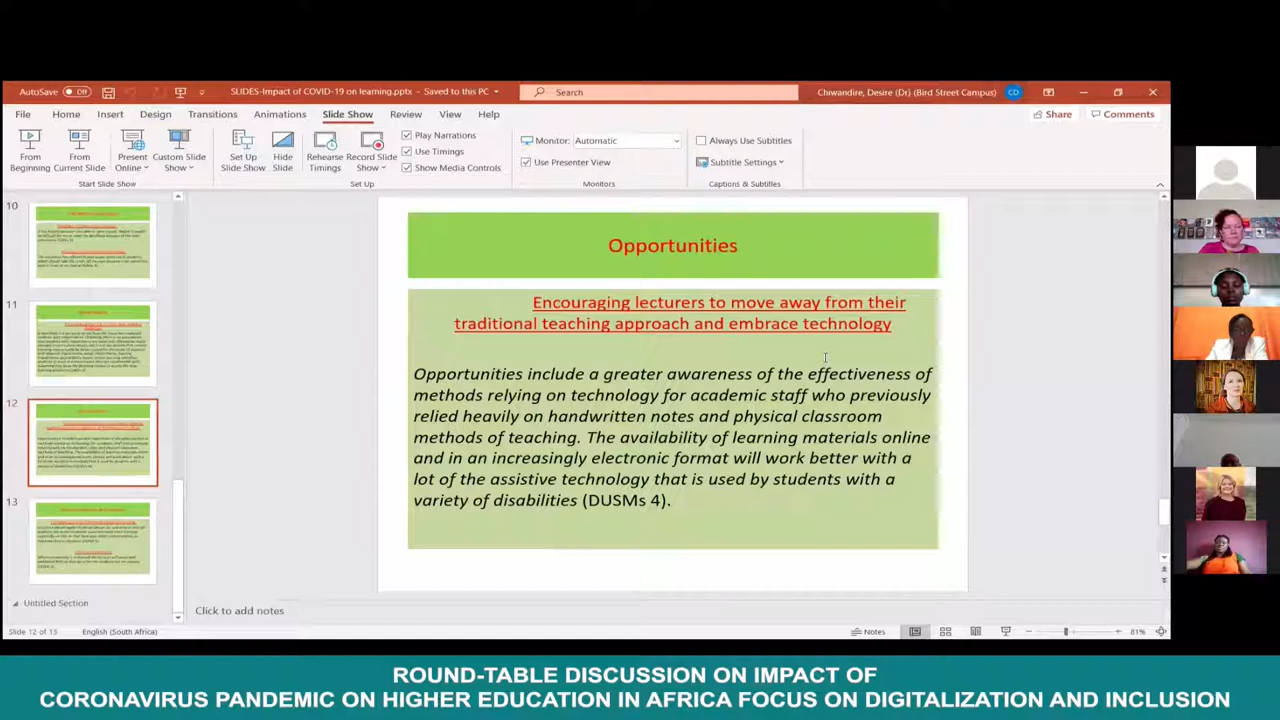 AutoSave Off
SLIDES-Impact of COVID-19 on learning.pptx - Saved to this PC
Search
Chiwandire, Desire (Dr) (Bird Street Campus) CD
File Home Insert Design Transitions Animations Slide Show Review View Help
Share Comments
From Beginning
From Current Slide
Present Online
Custom Slide Show
Set Up Slide Show
Hide Slide
Rehearse Timings
Record Slide Show
Play Narrations
Use Timings
Show Media Controls
Monitor: Automatic
Use Presenter View
Always Use Subtitles
Subtitle Settings
Start Slide Show
Set Up
Monitors
Captions & Subtitles
10
11
12
13
Untitled Section
Opportunities
Encouraging lecturers to move away from their
traditional teaching approach and embrace technology
Opportunities include a greater awareness of the effectiveness of
methods relying on technology for academic staff who previously
relied heavily on handwritten notes and physical classroom
methods of teaching. The availability of learning materials online
and in an increasingly electronic format will work better with a
lot of the assistive technology that is used by students with a
variety of disabilities (DUSMs 4).
Click to add notes
Slide 12 of 13 English (South Africa)
Notes
81%
ROUND-TABLE DISCUSSION ON IMPACT OF
CORONAVIRUS PANDEMIC ON HIGHER EDUCATION IN AFRICA FOCUS ON DIGITALIZATION AND INCLUSION